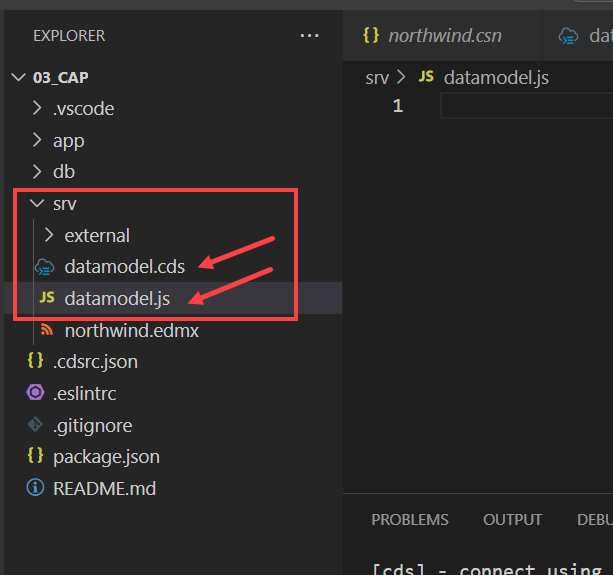 EXPLORER
...
03_CAP
.vscode
app
db
srv
external
datamodel.cds
JS datamodel.js
northwind.edmx
{} .cdsrc.json
.eslintrc
.gitignore
{} package.json
README.md
{} northwind.csn
da
srv > JS datamodel.js
1
PROBLEMS OUTPUT DEBU
[cds] - connect using